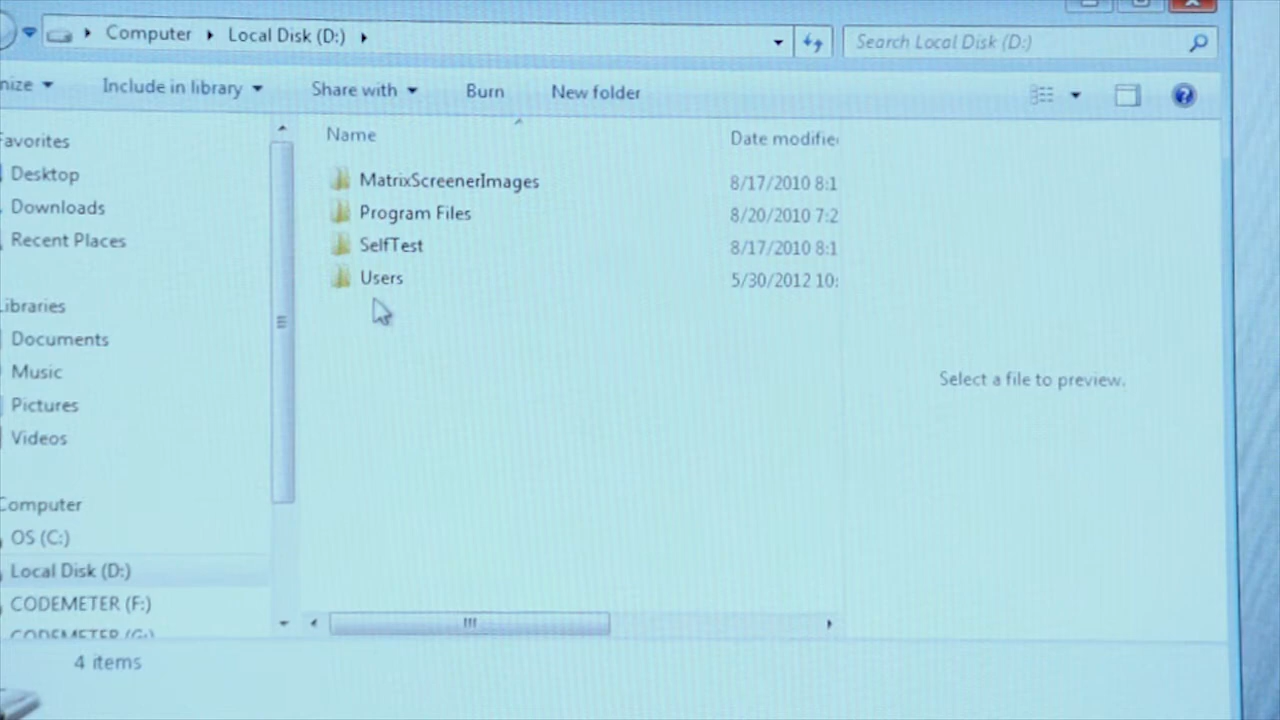 Computer Local Disk (D:)
Search Local Disk (D:)
nize Include in library Share with Burn New folder
Name Date modifie
Favorites
Desktop
Downloads
Recent Places
Libraries
Documents
Music
Pictures
Videos
Computer
OS (C:)
Local Disk (D:)
CODEMETER (F:)
CODEMETER (G:)
MatrixScreenerImages 8/17/2010 8:1
Program Files 8/20/2010 7:2
SelfTest 8/17/2010 8:1
Users 5/30/2012 10:
Select a file to preview.
4 items